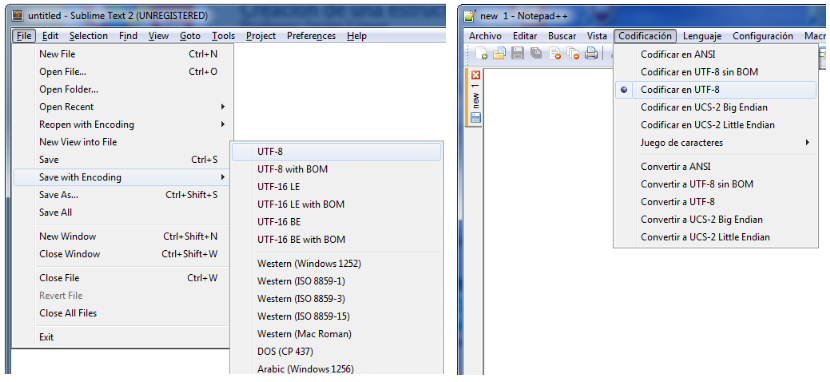 untitled - Sublime Text 2 (UNREGISTERED)
File Edit Selection Find View Goto Tools Project Preferences Help
New File Ctrl+N
Open File... Ctrl+O
Open Folder...
Open Recent
Reopen with Encoding
New View into File
Save Ctrl+S
Save with Encoding
Save As... Ctrl+Shift+S
Save All
New Window Ctrl+Shift+N
Close Window Ctrl+Shift+W
Close File Ctrl+W
Revert File
Close All Files
Exit
UTF-8
UTF-8 with BOM
UTF-16 LE
UTF-16 LE with BOM
UTF-16 BE
UTF-16 BE with BOM
Western (Windows 1252)
Western (ISO 8859-1)
Western (ISO 8859-3)
Western (ISO 8859-15)
Western (Mac Roman)
DOS (CP 437)
Arabic (Windows 1256)
new 1 - Notepad++
Archivo Editar Buscar Vista Codificación Lenguaje Configuración Macr
new 1
Codificar en ANSI
Codificar en UTF-8 sin BOM
Codificar en UTF-8
Codificar en UCS-2 Big Endian
Codificar en UCS-2 Little Endian
Juego de caracteres
Convertir a ANSI
Convertir a UTF-8 sin BOM
Convertir a UTF-8
Convertir a UCS-2 Big Endian
Convertir a UCS-2 Little Endian